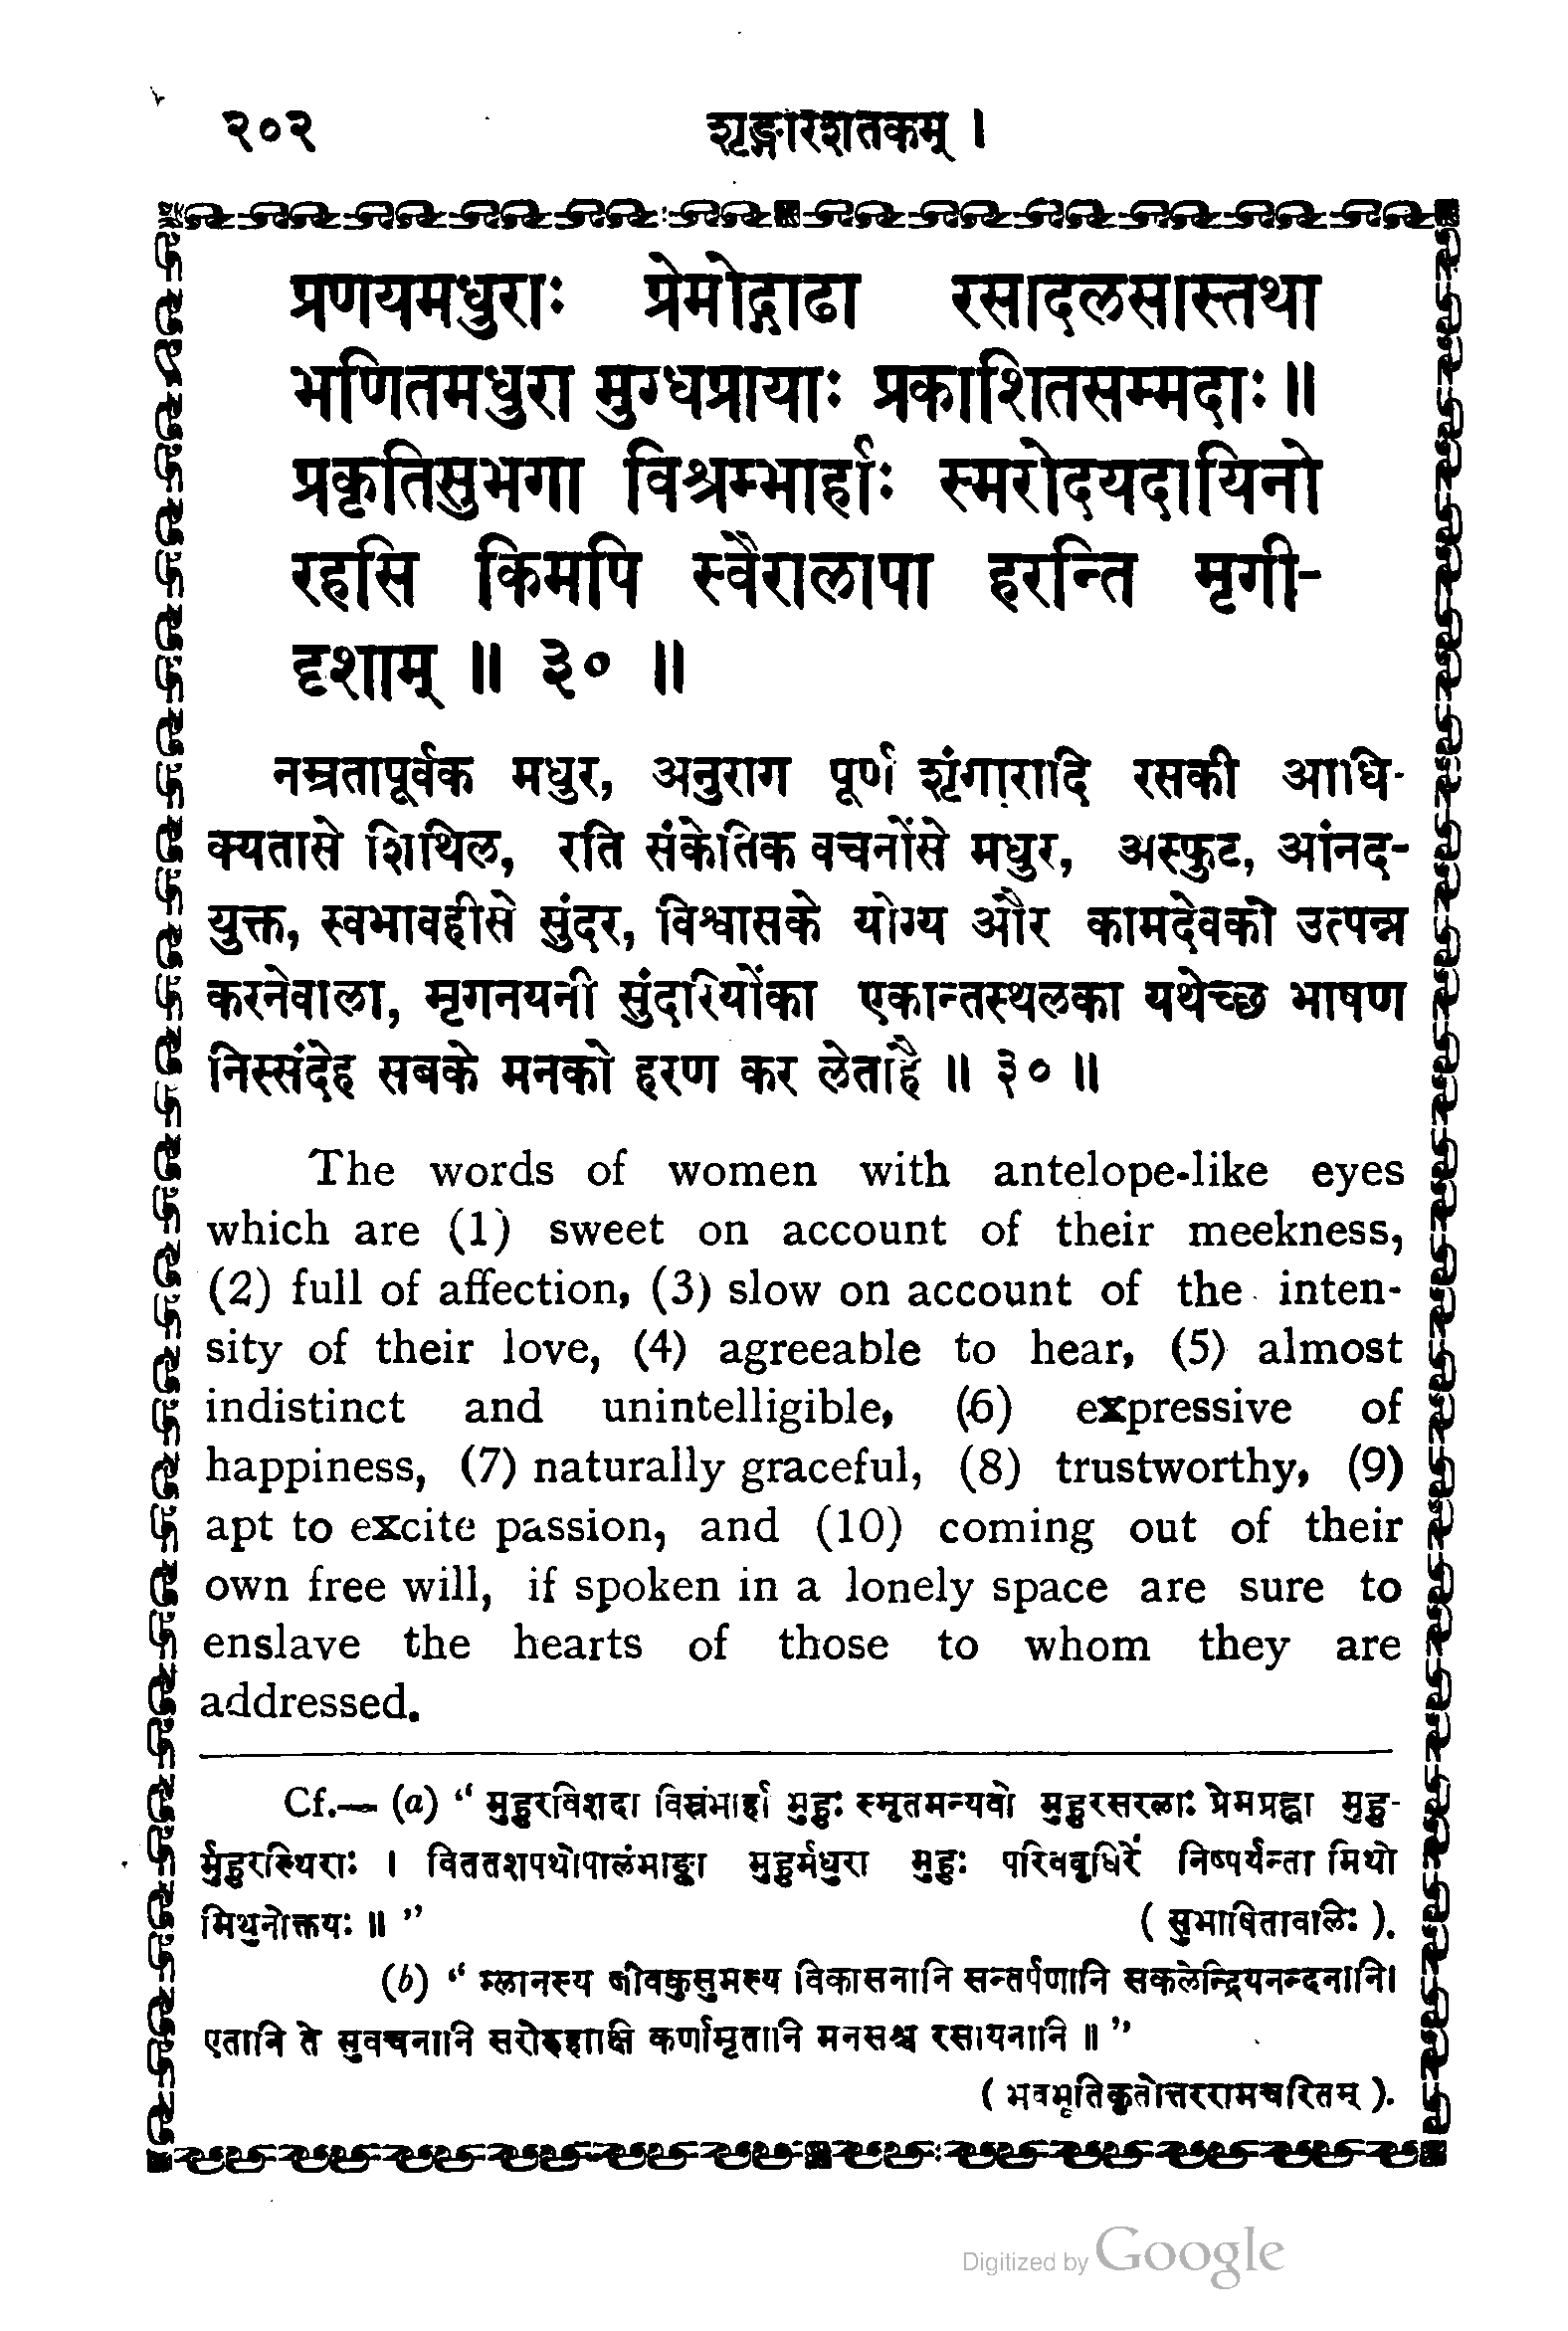 २०२ शृङ्गारशतकम् ।
प्रणयमधुराः प्रेमोद्गाढा रसादलसास्तथा
भणितमधुरा मुग्धप्रायाः प्रकाशितसम्मदाः॥
प्रकृतिसुभगा विश्रम्भार्हाः स्मरोदयदायिनो
रहसि किमपि स्वैरालापा हरन्ति मृगी-
दृशाम् ॥ ३० ॥
नम्रतापूर्वक मधुर, अनुराग पूर्ण शृंगारादि रसकी आधि-
क्यतासे शिथिल, रति संकेतिक वचनोंसे मधुर, अस्फुट, आंनद-
युक्त, स्वभावहीसे सुंदर, विश्वासके योग्य और कामदेवको उत्पन्न
करनेवाला, मृगनयनी सुंदारियोंका एकान्तस्थलका यथेच्छ भाषण
निस्संदेह सबके मनको हरण कर लेताहै ॥ ३० ॥
The words of women with antelope-like eyes
which are (1) sweet on account of their meekness,
(2) full of affection, (3) slow on account of the inten-
sity of their love, (4) agreeable to hear, (5) almost
indistinct and unintelligible, (6) expressive of
happiness, (7) naturally graceful, (8) trustworthy, (9)
apt to excite passion, and (10) coming out of their
own free will, if spoken in a lonely space are sure to
enslave the hearts of those to whom they are
addressed.
Cf.— (a) “ मुहुरविशदा विस्रंभार्हा मुहुः स्मृतमन्यवो मुहुरसरळाः प्रेमप्रह्वा मुहु-
र्मुहुरस्थिराः । विततशपथोपालंभाङ्का मुहुर्मधुरा मुहुः परिववृधिरें निष्पर्यन्ता मिथो
मिथुनोक्तयः ॥ ” ( सुभाषितावलिः ).
(b) “ म्लानस्य जीवकुसुमस्य विकासनानि सन्तर्पणानि सकलेन्द्रियनन्दनानि।
एतानि ते सुवचनानि सरोरुहाक्षि कर्णामृतानि मनसश्च रसायनानि ॥ ”
( भवभूतिकृतोत्तररामचरितम् ).
Digitized by Google